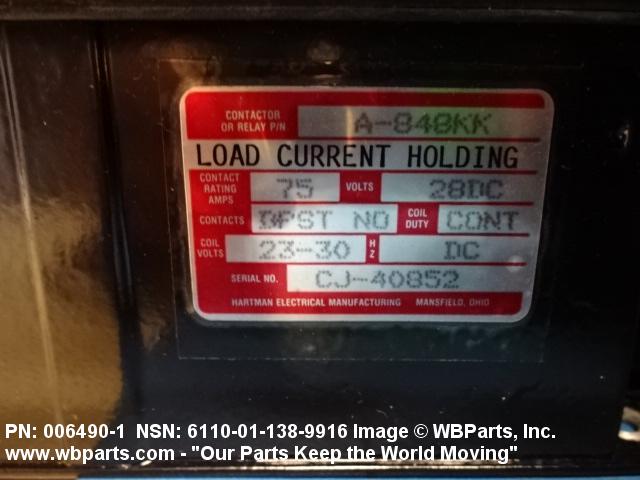 CONTACTOR
OR RELAY P/N A-848KK
LOAD CURRENT HOLDING
CONTACT
RATING
AMPS 75 VOLTS 28DC
CONTACTS DPST NO COIL
DUTY CONT
COIL
VOLTS 23-30 H
Z DC
SERIAL NO. CJ-40852
HARTMAN ELECTRICAL MANUFACTURING MANSFIELD, OHIO
PN: 006490-1 NSN: 6110-01-138-9916 Image © WBParts, Inc.
www.wbparts.com - "Our Parts Keep the World Moving"